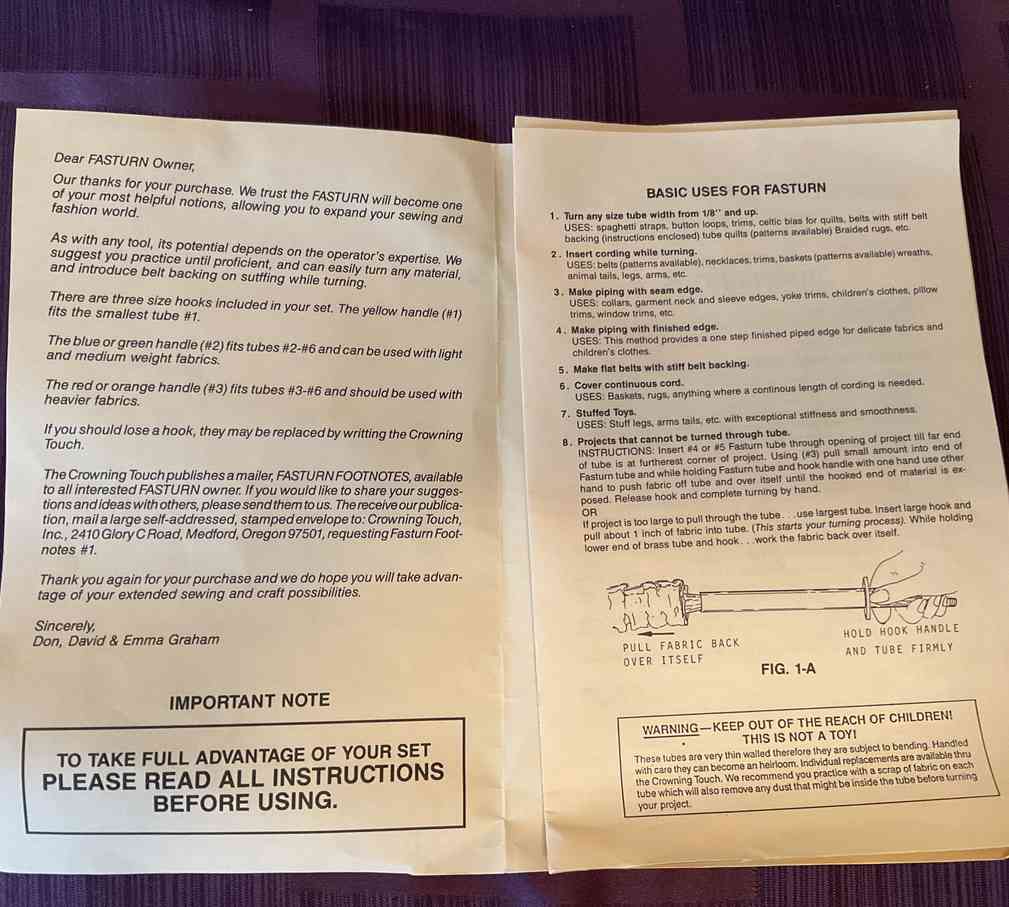 Dear FASTURN Owner,
Our thanks for your purchase. We trust the FASTURN will become one
of your most helpful notions, allowing you to expand your sewing and
fashion world.
As with any tool, its potential depends on the operator's expertise. We
suggest you practice until proficient, and can easily turn any material,
and introduce belt backing on sutffing while turning.
There are three size hooks included in your set. The yellow handle (#1)
fits the smallest tube #1.
The blue or green handle (#2) fits tubes #2-#6 and can be used with light
and medium weight fabrics.
The red or orange handle (#3) fits tubes #3-#6 and should be used with
heavier fabrics.
If you should lose a hook, they may be replaced by writting the Crowning
Touch.
The Crowning Touch publishes a mailer, FASTURN FOOTNOTES, available
to all interested FASTURN owner. If you would like to share your sugges-
tions and ideas with others, please send them to us. The receive our publica-
tion, mail a large self-addressed, stamped envelope to: Crowning Touch,
Inc., 2410 Glory C Road, Medford, Oregon 97501, requesting Fasturn Foot-
notes #1.
Thank you again for your purchase and we do hope you will take advan-
tage of your extended sewing and craft possibilities.
Sincerely,
Don, David & Emma Graham
IMPORTANT NOTE
TO TAKE FULL ADVANTAGE OF YOUR SET
PLEASE READ ALL INSTRUCTIONS
BEFORE USING.
BASIC USES FOR FASTURN
1. Turn any size tube width from 1/8" and up.
USES: spaghetti straps, button loops, trims, celtic bias for quilts, belts with stiff belt
backing (instructions enclosed) tube quilts (patterns available) Braided rugs, etc.
2. Insert cording while turning.
USES: belts (patterns available), necklaces, trims, baskets (patterns available) wreaths,
animal tails, legs, arms, etc.
3. Make piping with seam edge.
USES: collars, garment neck and sleeve edges, yoke trims, children's clothes, pillow
trims, window trims, etc.
4. Make piping with finished edge.
USES: This method provides a one step finished piped edge for delicate fabrics and
children's clothes.
5. Make flat belts with stiff belt backing.
6. Cover continuous cord.
USES: Baskets, rugs, anything where a continous length of cording is needed.
7. Stuffed Toys.
USES: Stuff legs, arms tails, etc. with exceptional stiffness and smoothness.
8. Projects that cannot be turned through tube.
INSTRUCTIONS: Insert #4 or #5 Fasturn tube through opening of project till far end
of tube is at furtherest corner of project. Using (#3) pull small amount into end of
Fasturn tube and while holding Fasturn tube and hook handle with one hand use other
hand to push fabric off tube and over itself until the hooked end of material is ex-
posed. Release hook and complete turning by hand.
OR
If project is too large to pull through the tube. . .use largest tube. Insert large hook and
pull about 1 inch of fabric into tube. (This starts your turning process). While holding
lower end of brass tube and hook. . .work the fabric back over itself.
PULL FABRIC BACK
OVER ITSELF
HOLD HOOK HANDLE
AND TUBE FIRMLY
FIG. 1-A
WARNING—KEEP OUT OF THE REACH OF CHILDREN!
THIS IS NOT A TOY!
These tubes are very thin walled therefore they are subject to bending. Handled
with care they can become an heirloom. Individual replacements are available thru
the Crowning Touch. We recommend you practice with a scrap of fabric on each
tube which will also remove any dust that might be inside the tube before turning
your project.